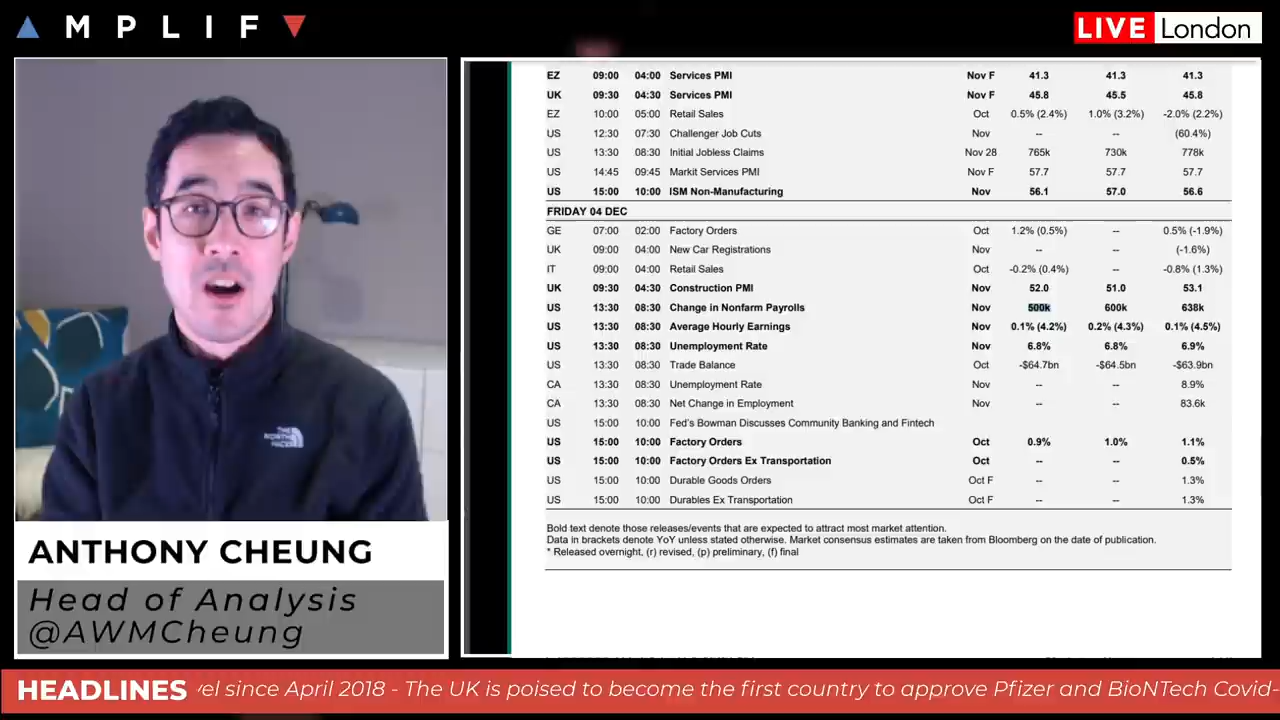 AMPLIFY
LIVE London
EZ 09:00 04:00 Services PMI Nov F 41.3 41.3 41.3
UK 09:30 04:30 Services PMI Nov F 45.8 45.5 45.8
EZ 10:00 05:00 Retail Sales Oct 0.5% (2.4%) 1.0% (3.2%) -2.0% (2.2%)
US 12:30 07:30 Challenger Job Cuts Nov -- -- (60.4%)
US 13:30 08:30 Initial Jobless Claims Nov 28 765k 730k 778k
US 14:45 09:45 Markit Services PMI Nov F 57.7 57.7 57.7
US 15:00 10:00 ISM Non-Manufacturing Nov 56.1 57.0 56.6
FRIDAY 04 DEC
GE 07:00 02:00 Factory Orders Oct 1.2% (0.5%) -- 0.5% (-1.9%)
UK 09:00 04:00 New Car Registrations Nov -- -- (-1.6%)
IT 09:00 04:00 Retail Sales Oct -0.2% (0.4%) -- -0.8% (1.3%)
UK 09:30 04:30 Construction PMI Nov 52.0 51.0 53.1
US 13:30 08:30 Change in Nonfarm Payrolls Nov 500k 600k 638k
US 13:30 08:30 Average Hourly Earnings Nov 0.1% (4.2%) 0.2% (4.3%) 0.1% (4.5%)
US 13:30 08:30 Unemployment Rate Nov 6.8% 6.8% 6.9%
US 13:30 08:30 Trade Balance Oct -$64.7bn -$64.5bn -$63.9bn
CA 13:30 08:30 Unemployment Rate Nov -- -- 8.9%
CA 13:30 08:30 Net Change in Employment Nov -- -- 83.6k
US 15:00 10:00 Fed's Bowman Discusses Community Banking and Fintech
US 15:00 10:00 Factory Orders Oct 0.9% 1.0% 1.1%
US 15:00 10:00 Factory Orders Ex Transportation Oct -- -- 0.5%
US 15:00 10:00 Durable Goods Orders Oct F -- -- 1.3%
US 15:00 10:00 Durables Ex Transportation Oct F -- -- 1.3%
Bold text denote those releases/events that are expected to attract most market attention.
Data in brackets denote YoY unless stated otherwise. Market consensus estimates are taken from Bloomberg on the date of publication.
* Released overnight, (r) revised, (p) preliminary, (f) final
THE
NORTH
FACE
ANTHONY CHEUNG
Head of Analysis
@AWMCheung
HEADLINES vel since April 2018 - The UK is poised to become the first country to approve Pfizer and BioNTech Covid-